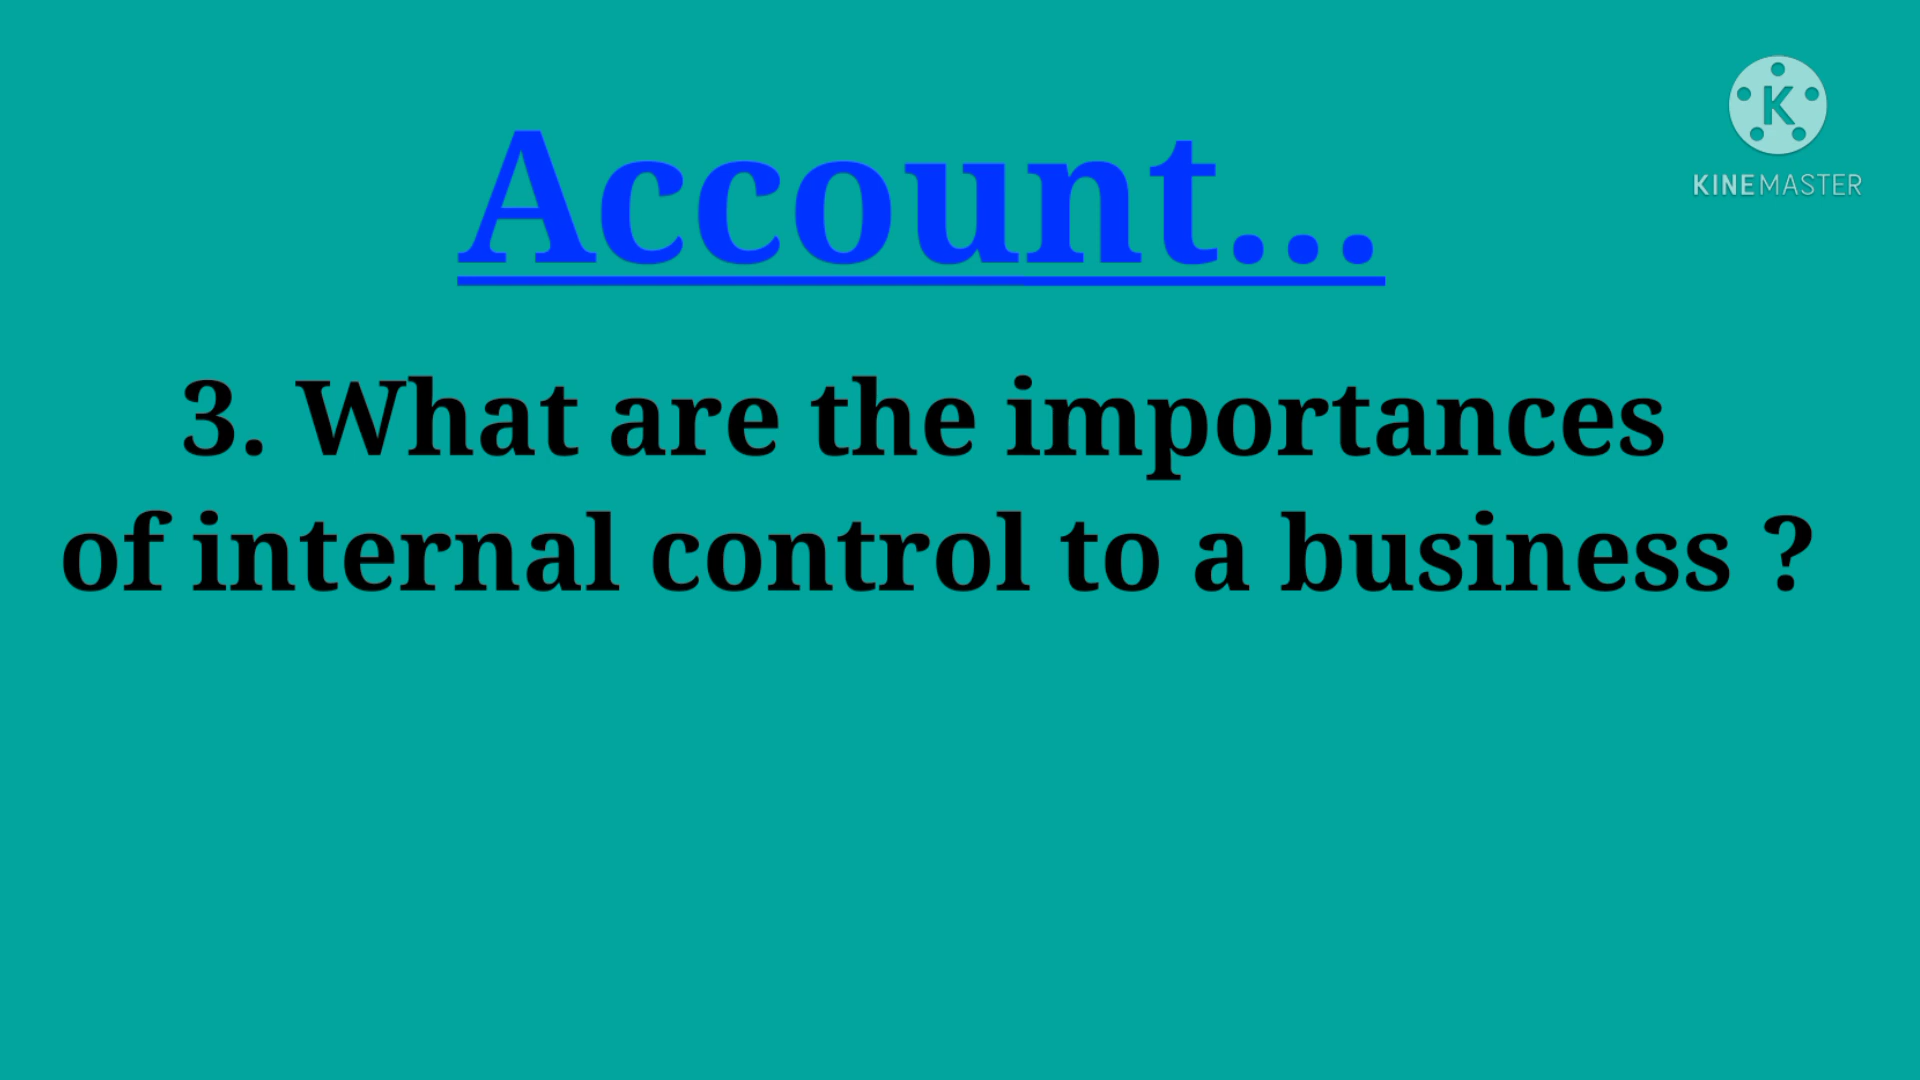 K
KINEMASTER
Account...
3. What are the importances
of internal control to a business ?